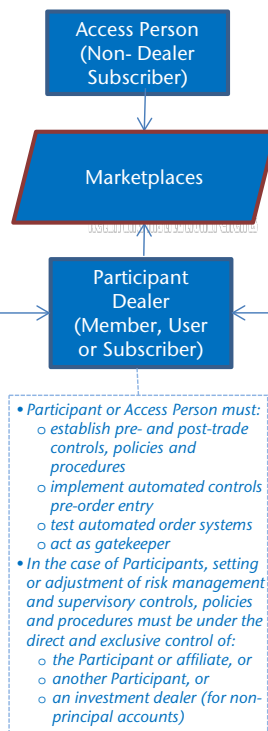 Access Person
(Non- Dealer
Subscriber)
Marketplaces
Participant
Dealer
(Member, User
or Subscriber)
• Participant or Access Person must:
o establish pre- and post-trade
controls, policies and
procedures
o implement automated controls
pre-order entry
o test automated order systems
o act as gatekeeper
• In the case of Participants, setting
or adjustment of risk management
and supervisory controls, policies
and procedures must be under the
direct and exclusive control of:
o the Participant or affiliate, or
o another Participant, or
o an investment dealer (for non-
principal accounts)